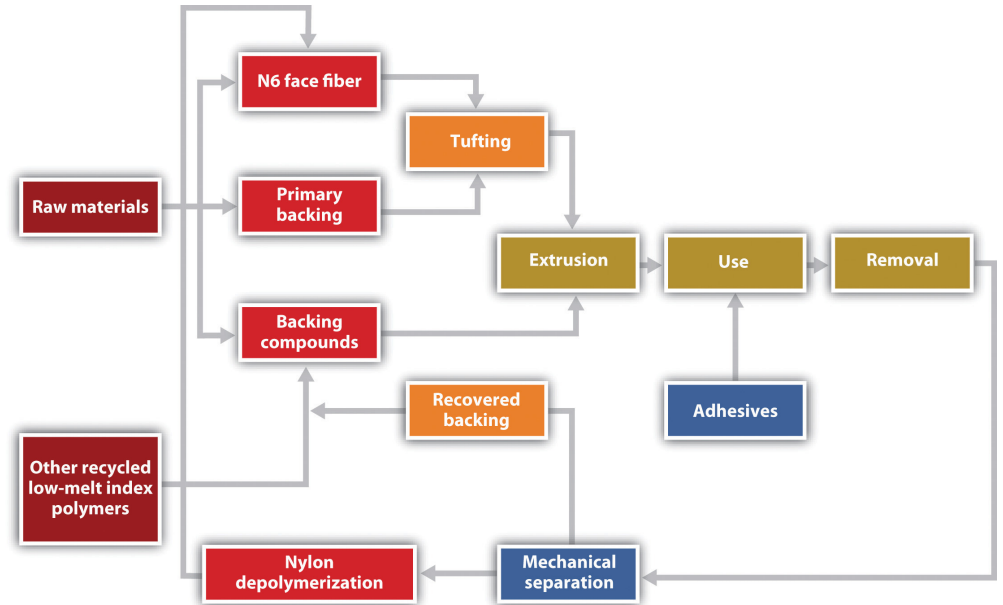 N6 face fiber
Tufting
Raw materials
Primary
backing
Extrusion
Use
Removal
Backing
compounds
Recovered
backing
Adhesives
Other recycled
low-melt index
polymers
Nylon
depolymerization
Mechanical
separation